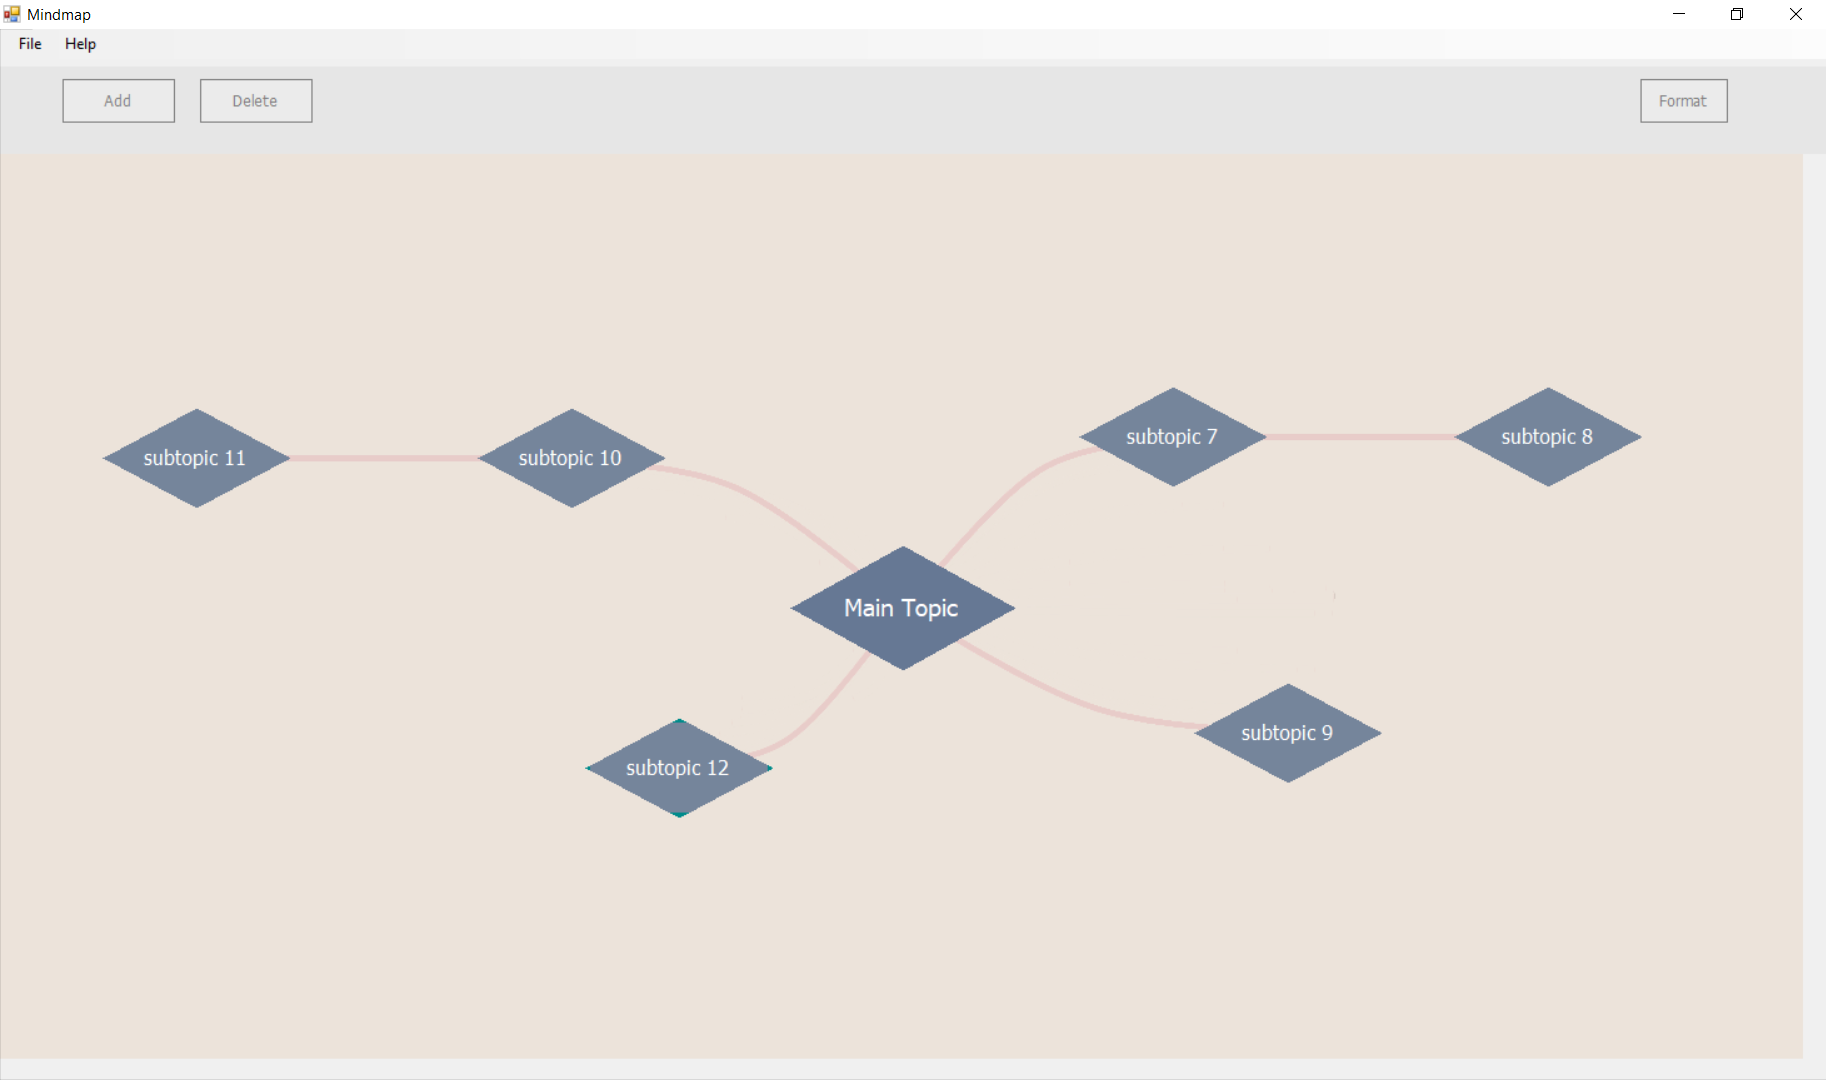 Mindmap
File Help
Add Delete Format
subtopic 7 subtopic 8
subtopic 11 subtopic 10
Main Topic
subtopic 9
subtopic 12